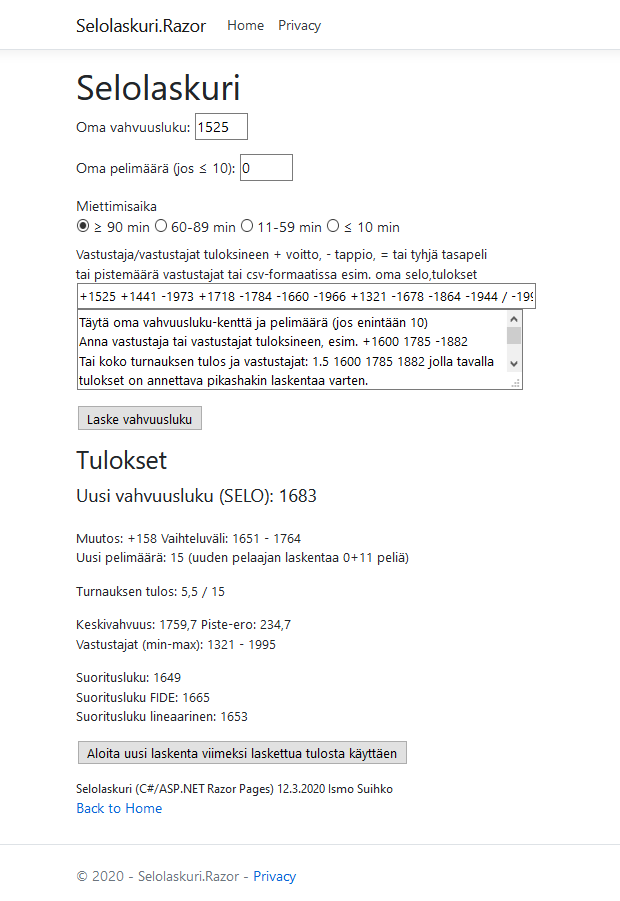 Selolaskuri.Razor Home Privacy
Selolaskuri
Oma vahvuusluku: 1525
Oma pelimäärä (jos ≤ 10): 0
Miettimisaika
≥ 90 min 60-89 min 11-59 min ≤ 10 min
Vastustaja/vastustajat tuloksineen + voitto, - tappio, = tai tyhjä tasapeli
tai pistemäärä vastustajat tai csv-formaatissa esim. oma selo,tulokset
+1525 +1441 -1973 +1718 -1784 -1660 -1966 +1321 -1678 -1864 -1944 / -199
Täytä oma vahvuusluku-kenttä ja pelimäärä (jos enintään 10)
Anna vastustaja tai vastustajat tuloksineen, esim. +1600 1785 -1882
Tai koko turnauksen tulos ja vastustajat: 1.5 1600 1785 1882 jolla tavalla
tulokset on annettava pikashakin laskentaa varten.
Laske vahvuusluku
Tulokset
Uusi vahvuusluku (SELO): 1683
Muutos: +158 Vaihteluväli: 1651 - 1764
Uusi pelimäärä: 15 (uuden pelaajan laskentaa 0+11 peliä)
Turnauksen tulos: 5,5 / 15
Keskivahvuus: 1759,7 Piste-ero: 234,7
Vastustajat (min-max): 1321 - 1995
Suoritusluku: 1649
Suoritusluku FIDE: 1665
Suoritusluku lineaarinen: 1653
Aloita uusi laskenta viimeksi laskettua tulosta käyttäen
Selolaskuri (C#/ASP.NET Razor Pages) 12.3.2020 Ismo Suihko
Back to Home
© 2020 - Selolaskuri.Razor - Privacy